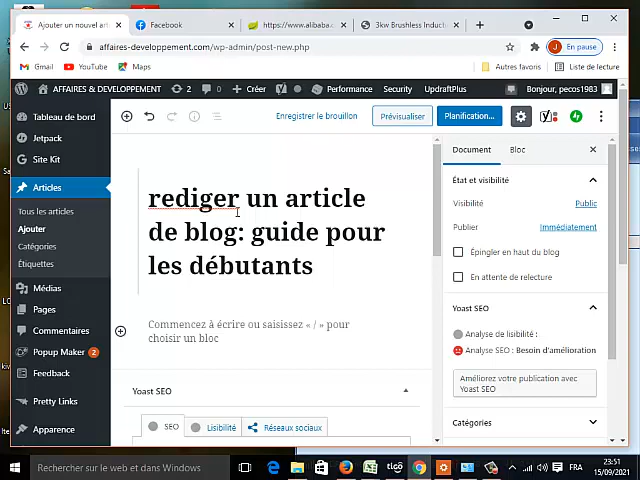 Ajouter un nouvel arti
Facebook
https://www.alibaba.c
3kw Brushless Inducti
affaires-developpement.com/wp-admin/post-new.php
J En pause
Gmail YouTube Maps
Autres favoris Liste de lecture
AFFAIRES & DEVELOPPEMENT 2 0 Créer Performance Security UpdraftPlus Bonjour, pecos1983
Tableau de bord
Jetpack
Site Kit
Articles
Tous les articles
Ajouter
Catégories
Étiquettes
Médias
Pages
Commentaires
Popup Maker 2
Feedback
Pretty Links
Apparence
Enregistrer le brouillon Prévisualiser Planification…
rediger un article
de blog: guide pour
les débutants
Commencez à écrire ou saisissez « / » pour
choisir un bloc
Yoast SEO
SEO Lisibilité Réseaux sociaux
Document Bloc
État et visibilité
Visibilité Public
Publier Immédiatement
Épingler en haut du blog
En attente de relecture
Yoast SEO
Analyse de lisibilité :
Analyse SEO : Besoin d'amélioration
Améliorez votre publication avec
Yoast SEO
Catégories
Rechercher sur le web et dans Windows
tigo
FRA
23:51
15/09/2021